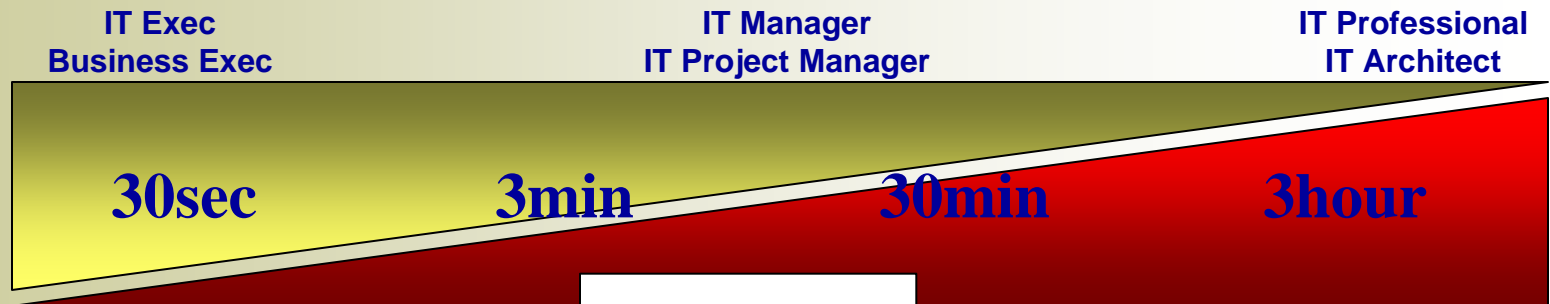 IT Exec
Business Exec
IT Manager
IT Project Manager
IT Professional
IT Architect
30sec
3min
30min
3hour